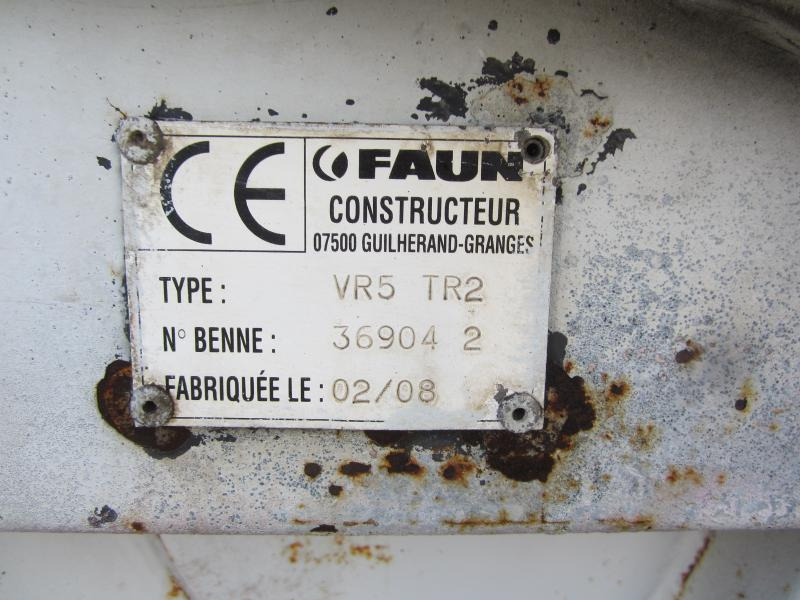 CE
FAUN
CONSTRUCTEUR
07500 GUILHERAND-GRANGES
TYPE : VR5 TR2
N° BENNE : 36904 2
FABRIQUÉE LE : 02/08